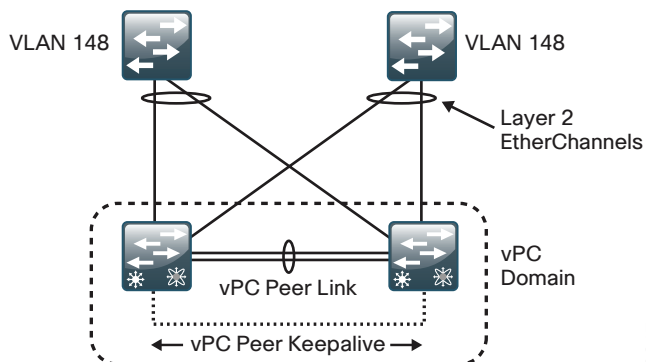 VLAN 148
VLAN 148
Layer 2
EtherChannels
vPC
Domain
vPC Peer Link
vPC Peer Keepalive